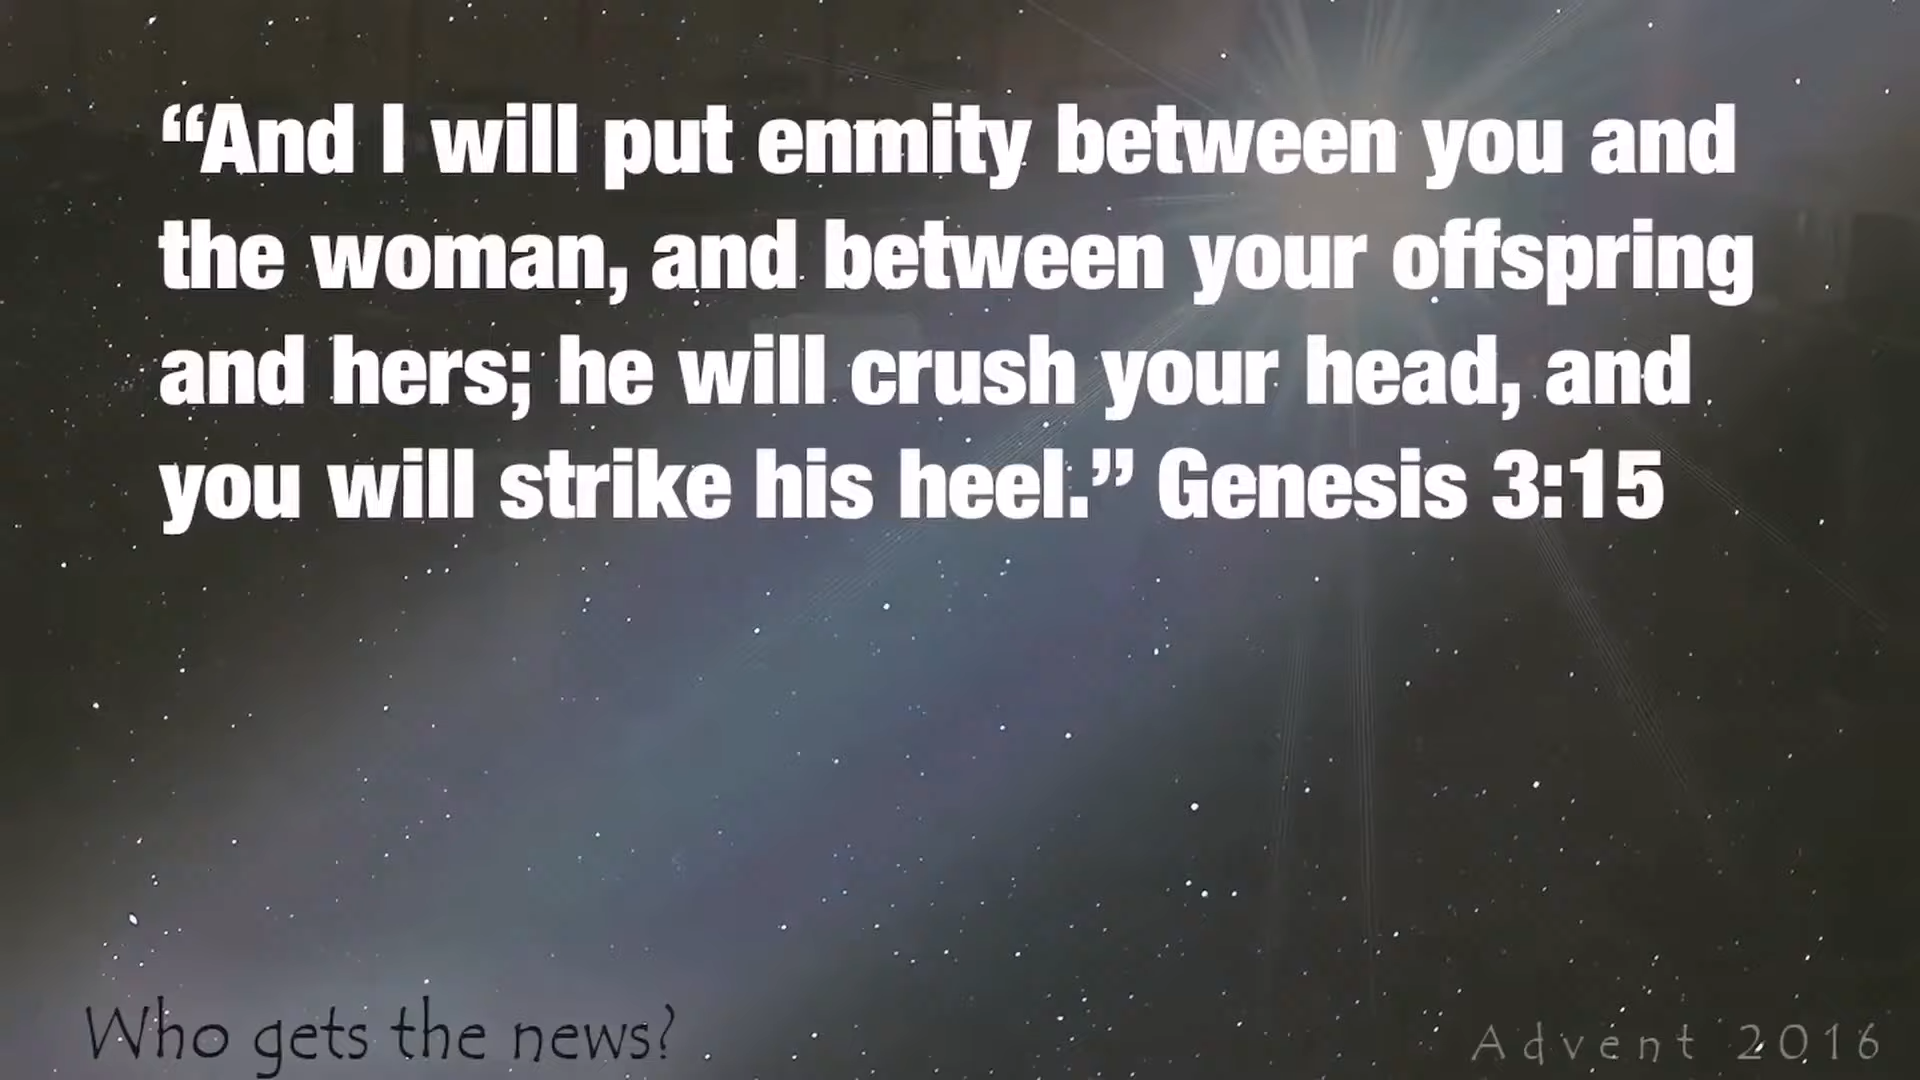 “And I will put enmity between you and
the woman, and between your offspring
and hers; he will crush your head, and
you will strike his heel.” Genesis 3:15
Who gets the news?
Advent 2016